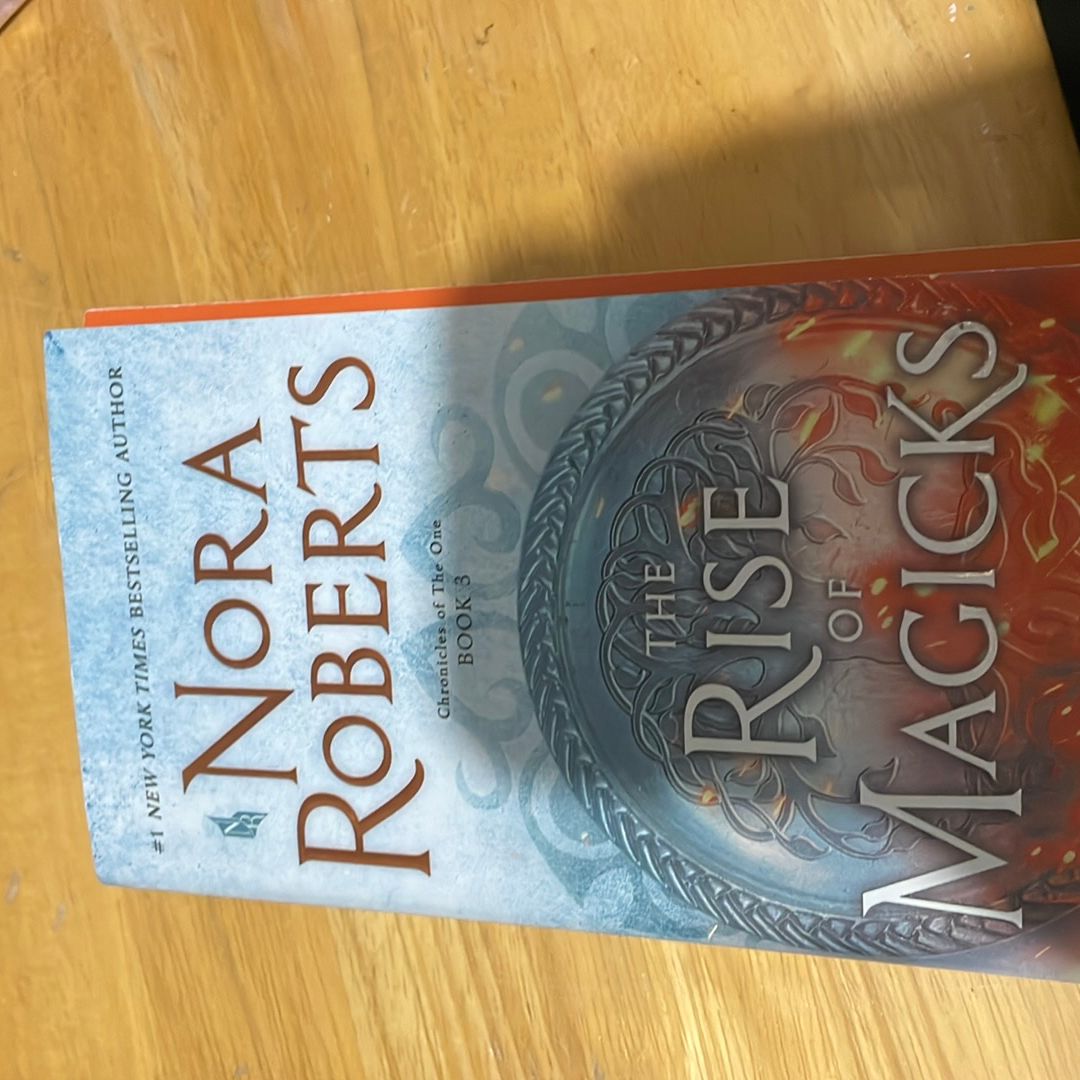 #1 NEW YORK TIMES BESTSELLING AUTHOR
NORA
ROBERTS
Chronicles of The One
BOOK 3
THE
RISE
OF
MAGICKS